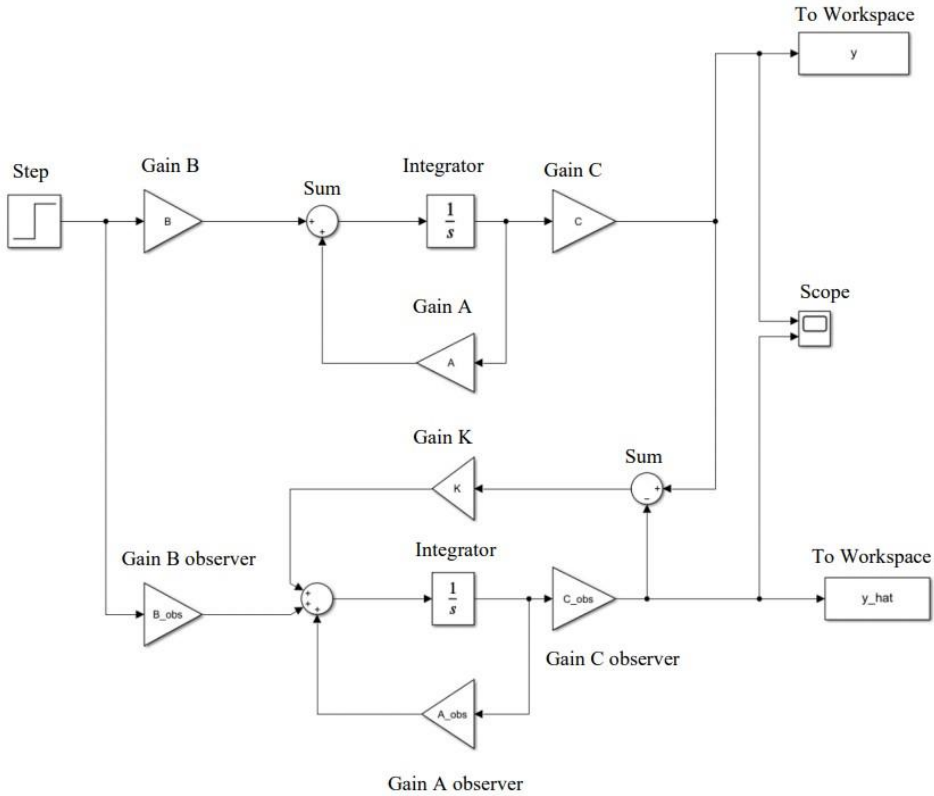 To Workspace
y
Step
Gain B
Sum
Integrator
Gain C
B
+
+
1
s
C
Gain A
A
Scope
Gain K
K
Sum
+
−
Gain B observer
B_obs
+
+
+
Integrator
1
s
C_obs
To Workspace
y_hat
Gain C observer
A_obs
Gain A observer